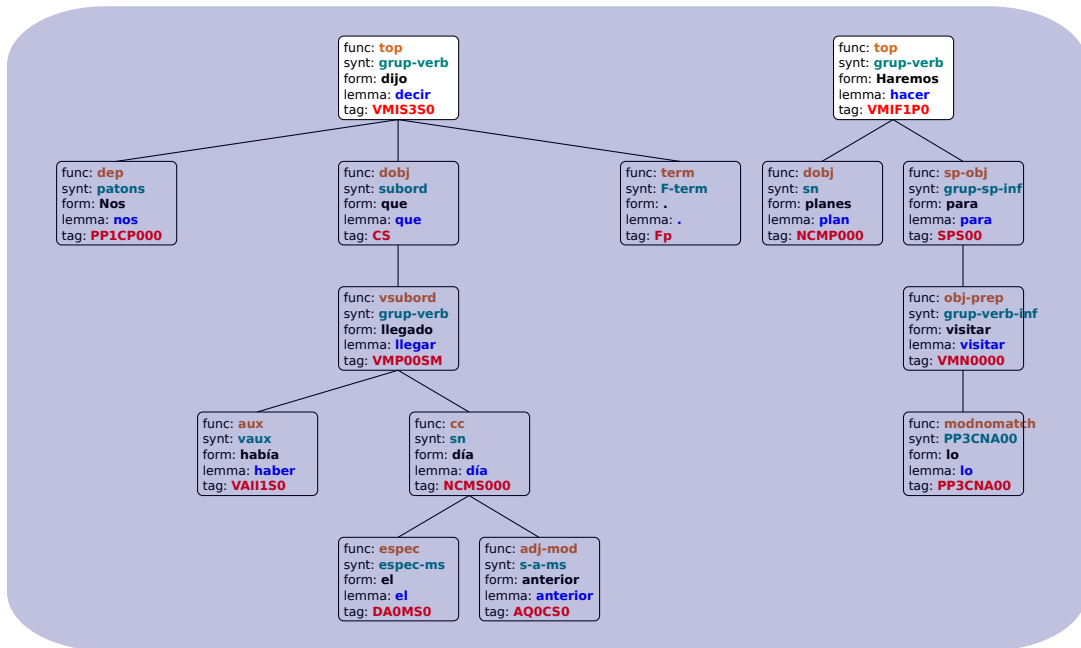 func: top
synt: grup-verb
form: dijo
lemma: decir
tag: VMIS3S0
func: top
synt: grup-verb
form: Haremos
lemma: hacer
tag: VMIF1P0
func: dep
synt: patons
form: Nos
lemma: nos
tag: PP1CP000
func: dobj
synt: subord
form: que
lemma: que
tag: CS
func: term
synt: F-term
form: .
lemma: .
tag: Fp
func: dobj
synt: sn
form: planes
lemma: plan
tag: NCMP000
func: sp-obj
synt: grup-sp-inf
form: para
lemma: para
tag: SPS00
func: vsubord
synt: grup-verb
form: llegado
lemma: llegar
tag: VMP00SM
func: obj-prep
synt: grup-verb-inf
form: visitar
lemma: visitar
tag: VMN0000
func: aux
synt: vaux
form: había
lemma: haber
tag: VAII1S0
func: cc
synt: sn
form: día
lemma: día
tag: NCMS000
func: modnomatch
synt: PP3CNA00
form: lo
lemma: lo
tag: PP3CNA00
func: espec
synt: espec-ms
form: el
lemma: el
tag: DA0MS0
func: adj-mod
synt: s-a-ms
form: anterior
lemma: anterior
tag: AQ0CS0